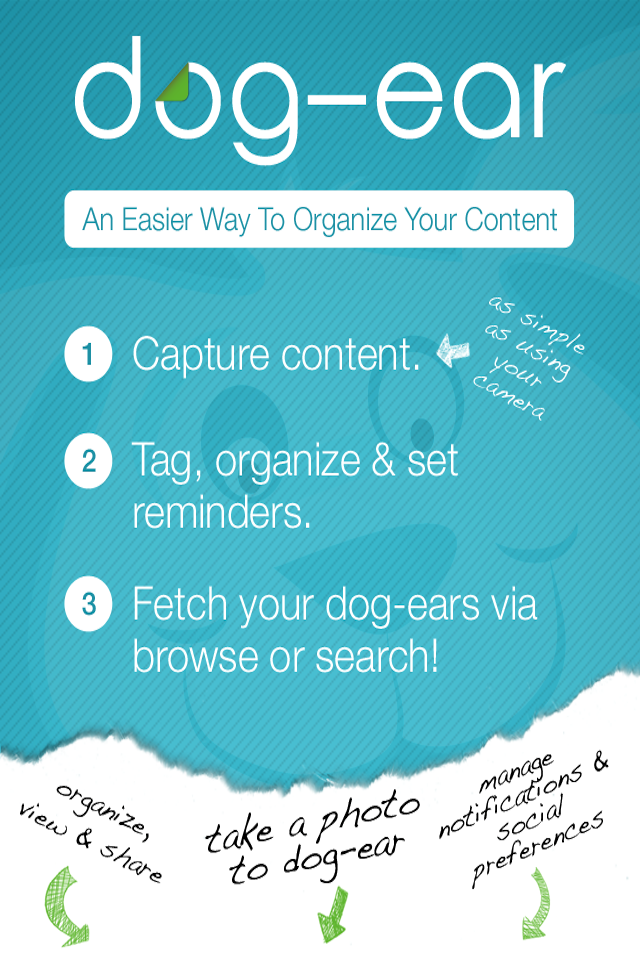 dog-ear
An Easier Way To Organize Your Content
1 Capture content.
as simple
as using
your
camera
2 Tag, organize & set
reminders.
3 Fetch your dog-ears via
browse or search!
organize,
view & share
take a photo
to dog-ear
manage
notifications &
social
preferences